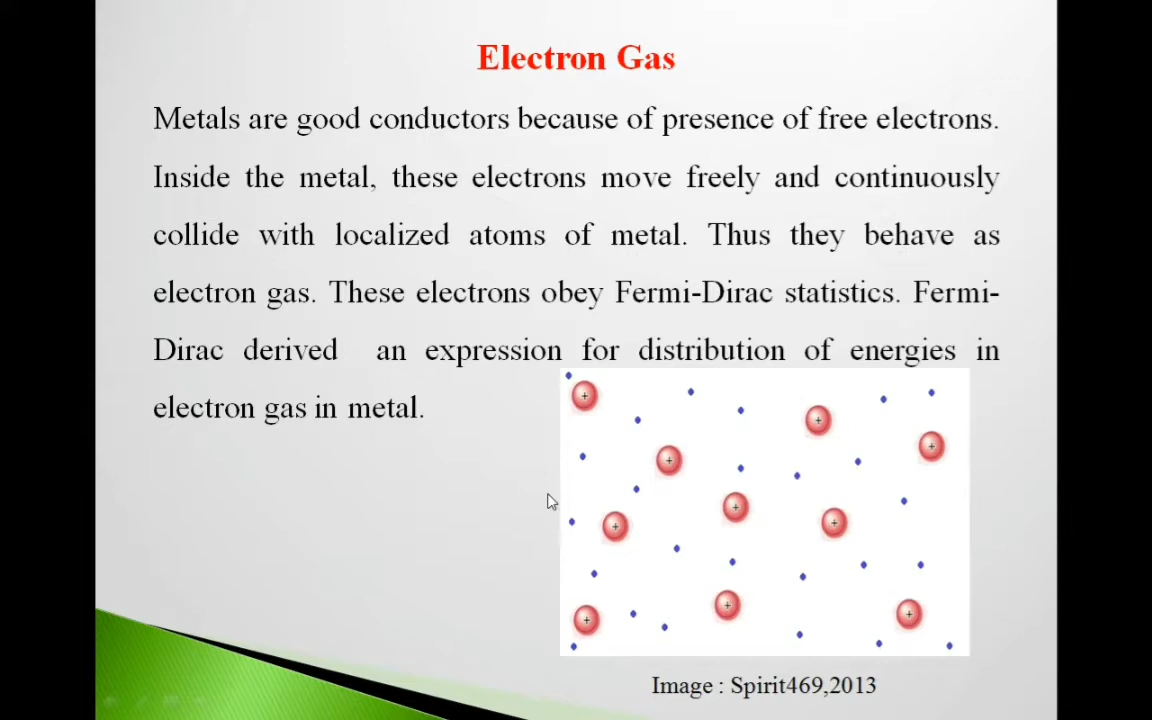 Electron Gas
Metals are good conductors because of presence of free electrons.
Inside the metal, these electrons move freely and continuously
collide with localized atoms of metal. Thus they behave as
electron gas. These electrons obey Fermi-Dirac statistics. Fermi-
Dirac derived an expression for distribution of energies in
electron gas in metal.
+
+
+
+
+
+
+
+
+
+
Image : Spirit469,2013